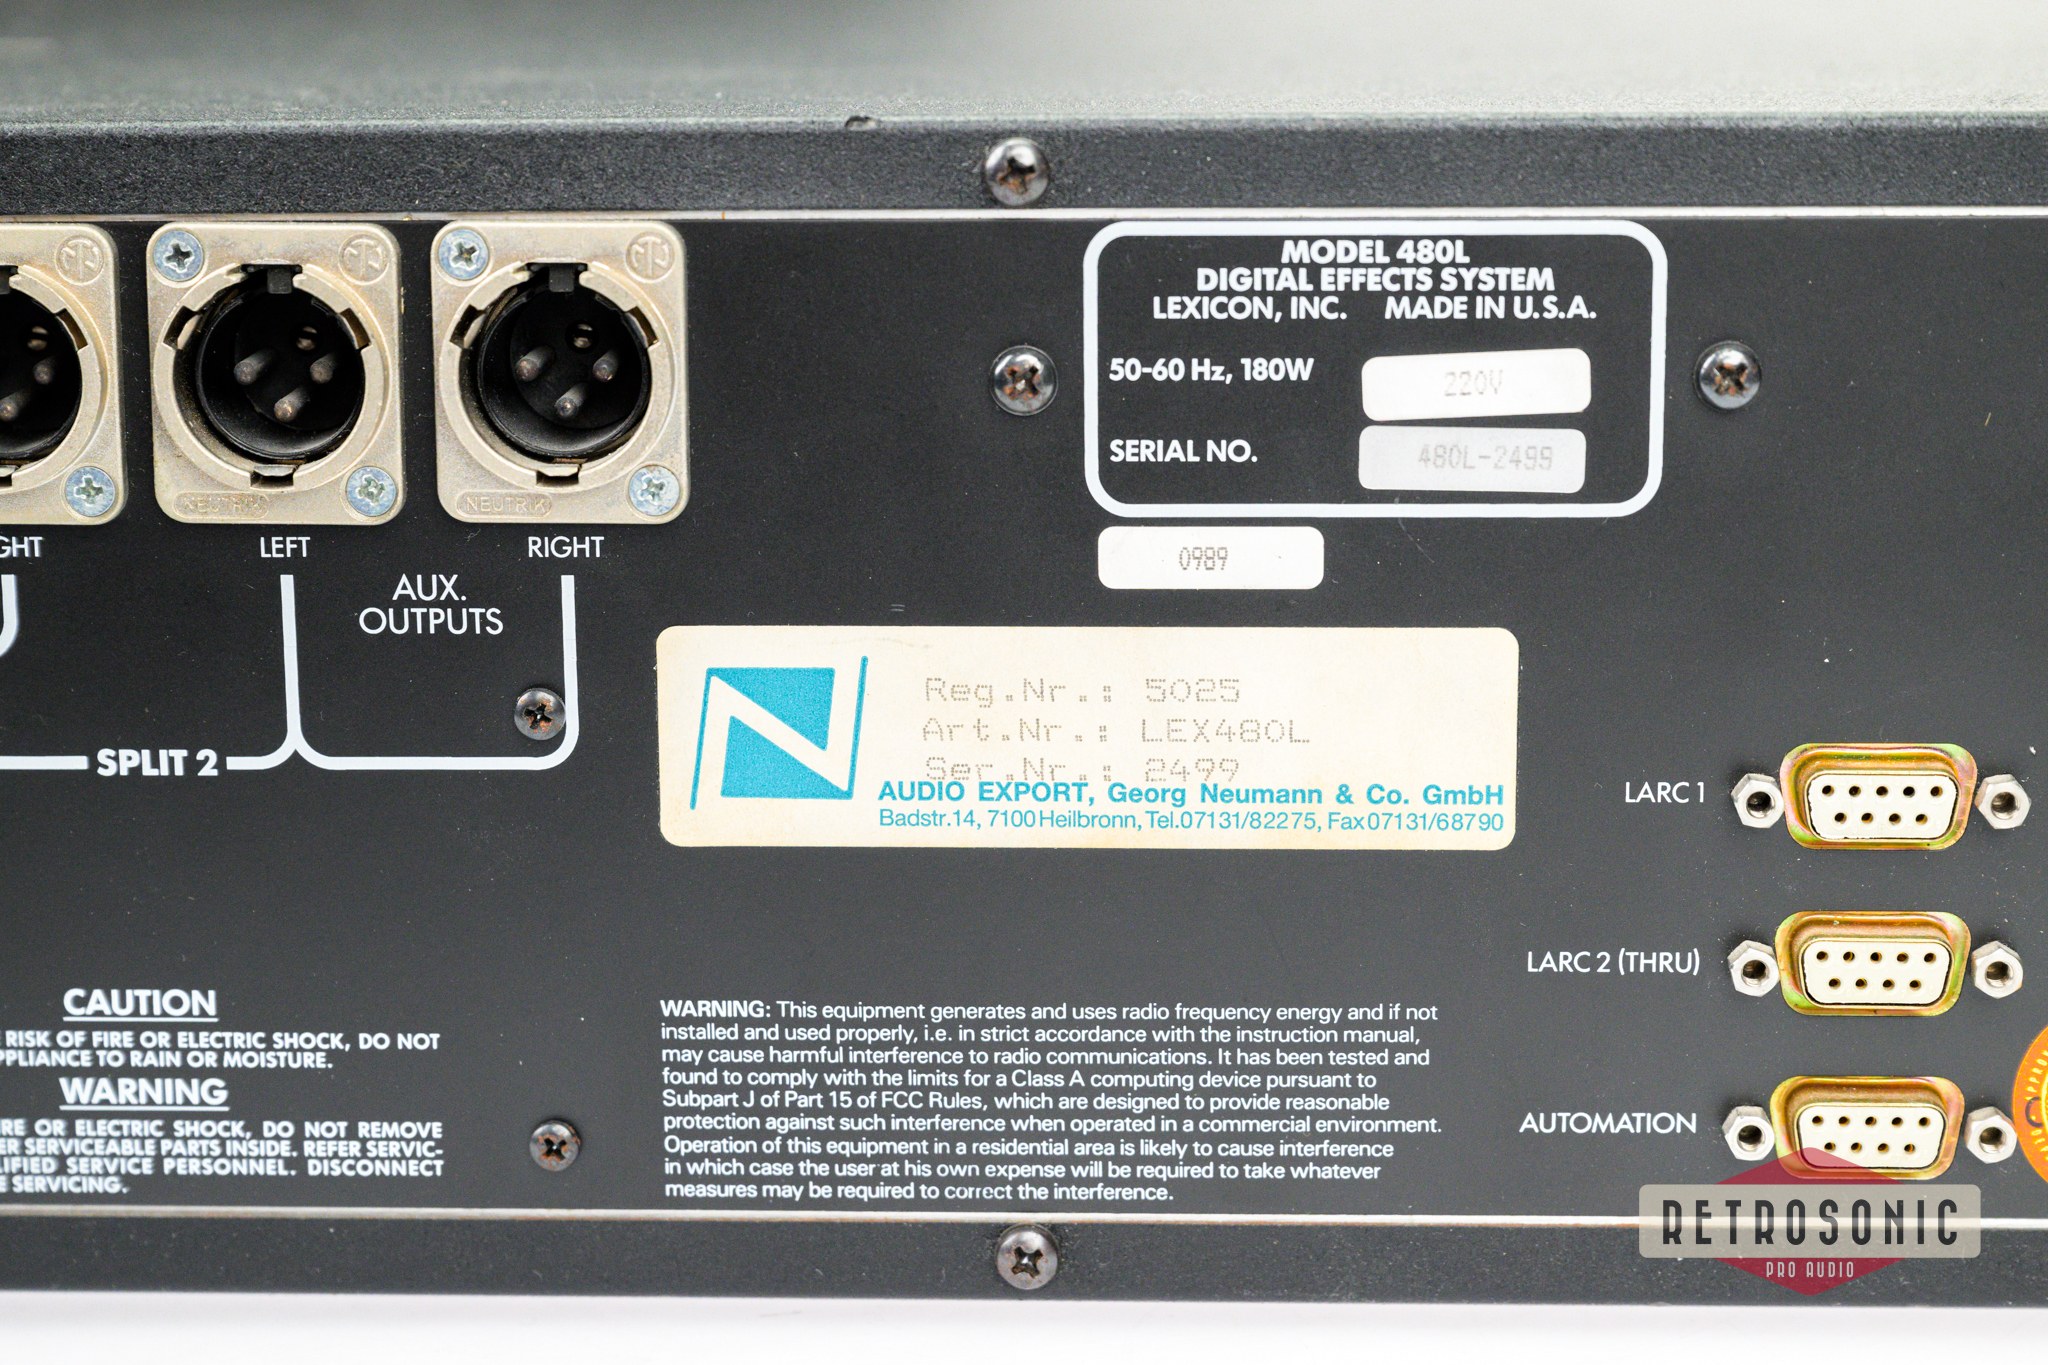 MODEL 480L
DIGITAL EFFECTS SYSTEM
LEXICON, INC. MADE IN U.S.A.
50-60 Hz, 180W 220V
SERIAL NO. 480L-2499
0989
NEUTRIK
NEUTRIK
GHT
LEFT
RIGHT
AUX.
OUTPUTS
SPLIT 2
Reg.Nr.: 5025
Art.Nr.: LEX480L
Ser.Nr.: 2499
AUDIO EXPORT, Georg Neumann & Co. GmbH
Badstr.14, 7100 Heilbronn, Tel.07131/82275, Fax 07131/68790
LARC 1
LARC 2 (THRU)
AUTOMATION
CAUTION
RISK OF FIRE OR ELECTRIC SHOCK, DO NOT
PPLIANCE TO RAIN OR MOISTURE.
WARNING
RE OR ELECTRIC SHOCK, DO NOT REMOVE
ER SERVICEABLE PARTS INSIDE. REFER SERVIC-
LIFIED SERVICE PERSONNEL. DISCONNECT
E SERVICING.
WARNING: This equipment generates and uses radio frequency energy and if not
installed and used properly, i.e. in strict accordance with the instruction manual,
may cause harmful interference to radio communications. It has been tested and
found to comply with the limits for a Class A computing device pursuant to
Subpart J of Part 15 of FCC Rules, which are designed to provide reasonable
protection against such interference when operated in a commercial environment.
Operation of this equipment in a residential area is likely to cause interference
in which case the user at his own expense will be required to take whatever
measures may be required to correct the interference.
RETROSONIC
PRO AUDIO